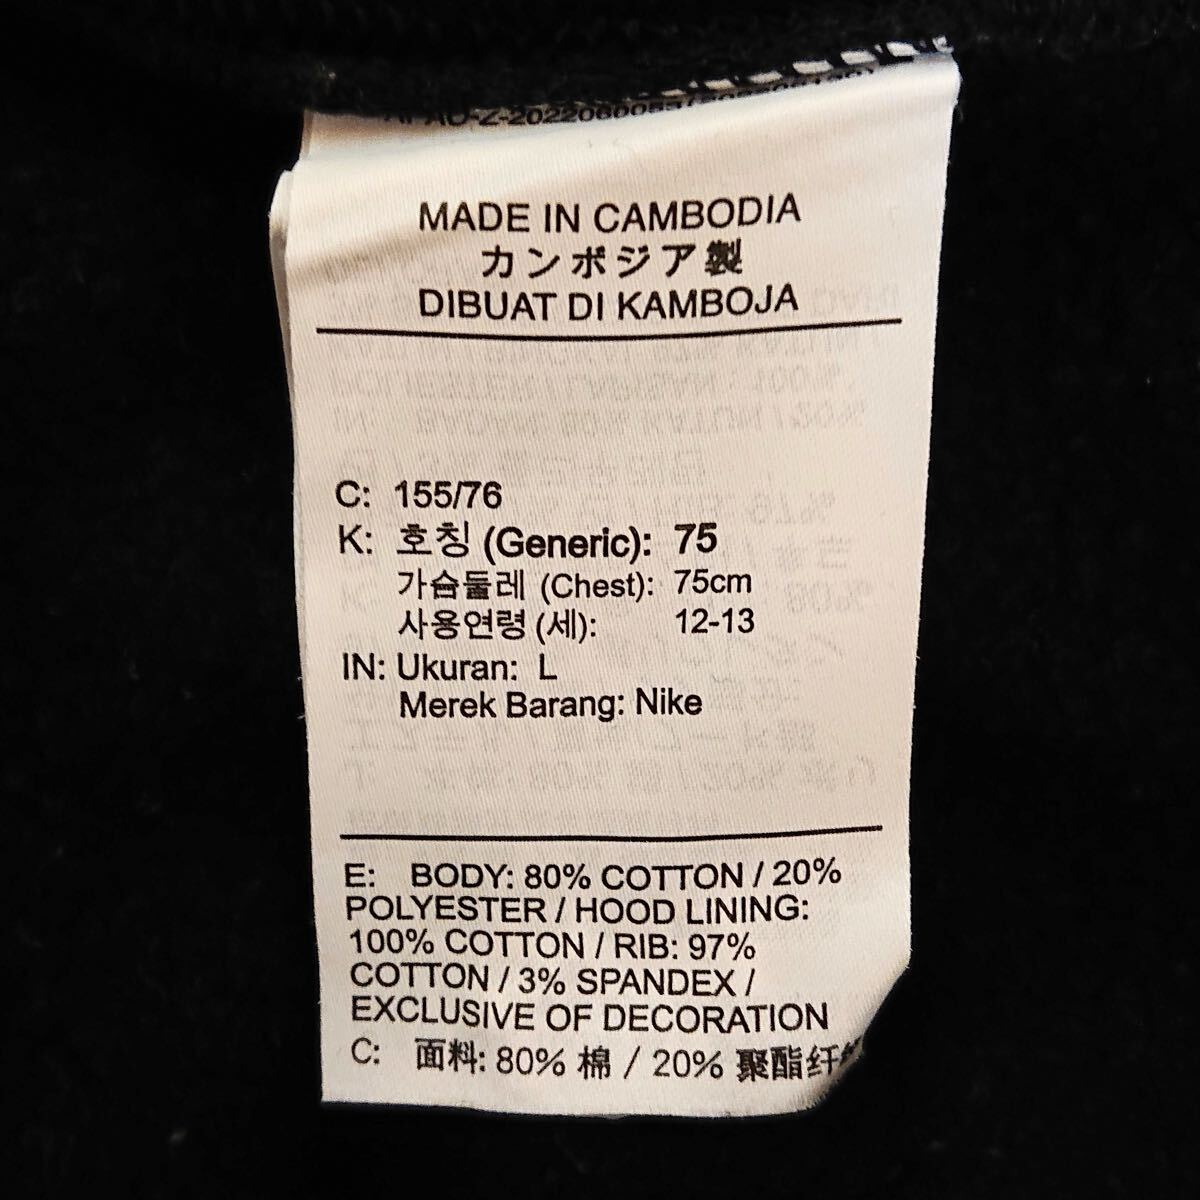 MADE IN CAMBODIA
カンボジア製
DIBUAT DI KAMBOJA
C: 155/76
K: 호칭 (Generic): 75
가슴둘레 (Chest): 75cm
사용연령 (세): 12-13
IN: Ukuran: L
Merek Barang: Nike
E: BODY: 80% COTTON / 20%
POLYESTER / HOOD LINING:
100% COTTON / RIB: 97%
COTTON / 3% SPANDEX /
EXCLUSIVE OF DECORATION
C: 面料: 80% 棉 / 20% 聚酯纤